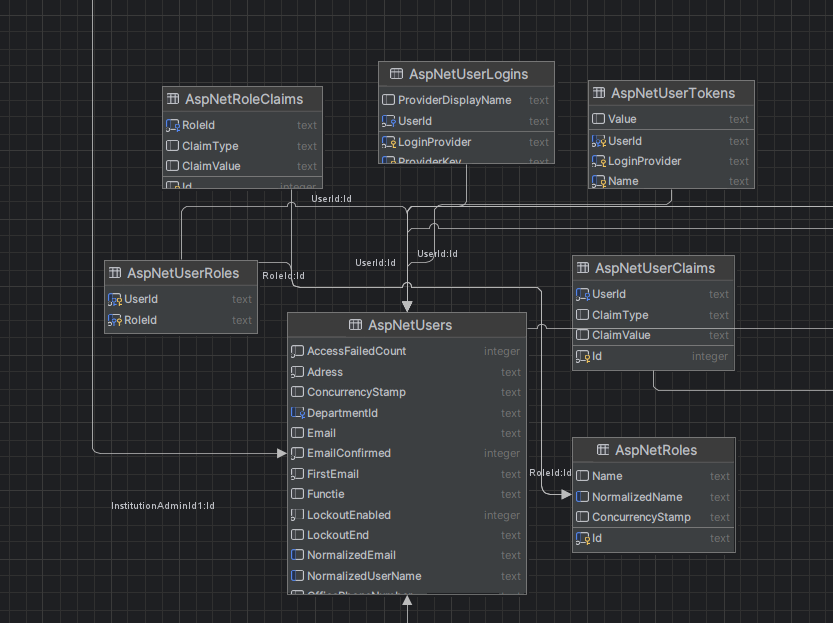 AspNetUserLogins
ProviderDisplayName text
UserId text
LoginProvider text
ProviderKey text
AspNetUserTokens
Value text
UserId text
LoginProvider text
Name text
AspNetRoleClaims
RoleId text
ClaimType text
ClaimValue text
Id integer
UserId:Id
UserId:Id
UserId:Id
RoleId:Id
AspNetUserRoles
UserId text
RoleId text
AspNetUserClaims
UserId text
ClaimType text
ClaimValue text
Id integer
AspNetUsers
AccessFailedCount integer
Adress text
ConcurrencyStamp text
DepartmentId text
Email text
EmailConfirmed integer
FirstEmail text
Functie text
LockoutEnabled integer
LockoutEnd text
NormalizedEmail text
NormalizedUserName text
OfficePhoneNumber text
AspNetRoles
Name text
NormalizedName text
ConcurrencyStamp text
Id text
RoleId:Id
InstitutionAdminId1:Id